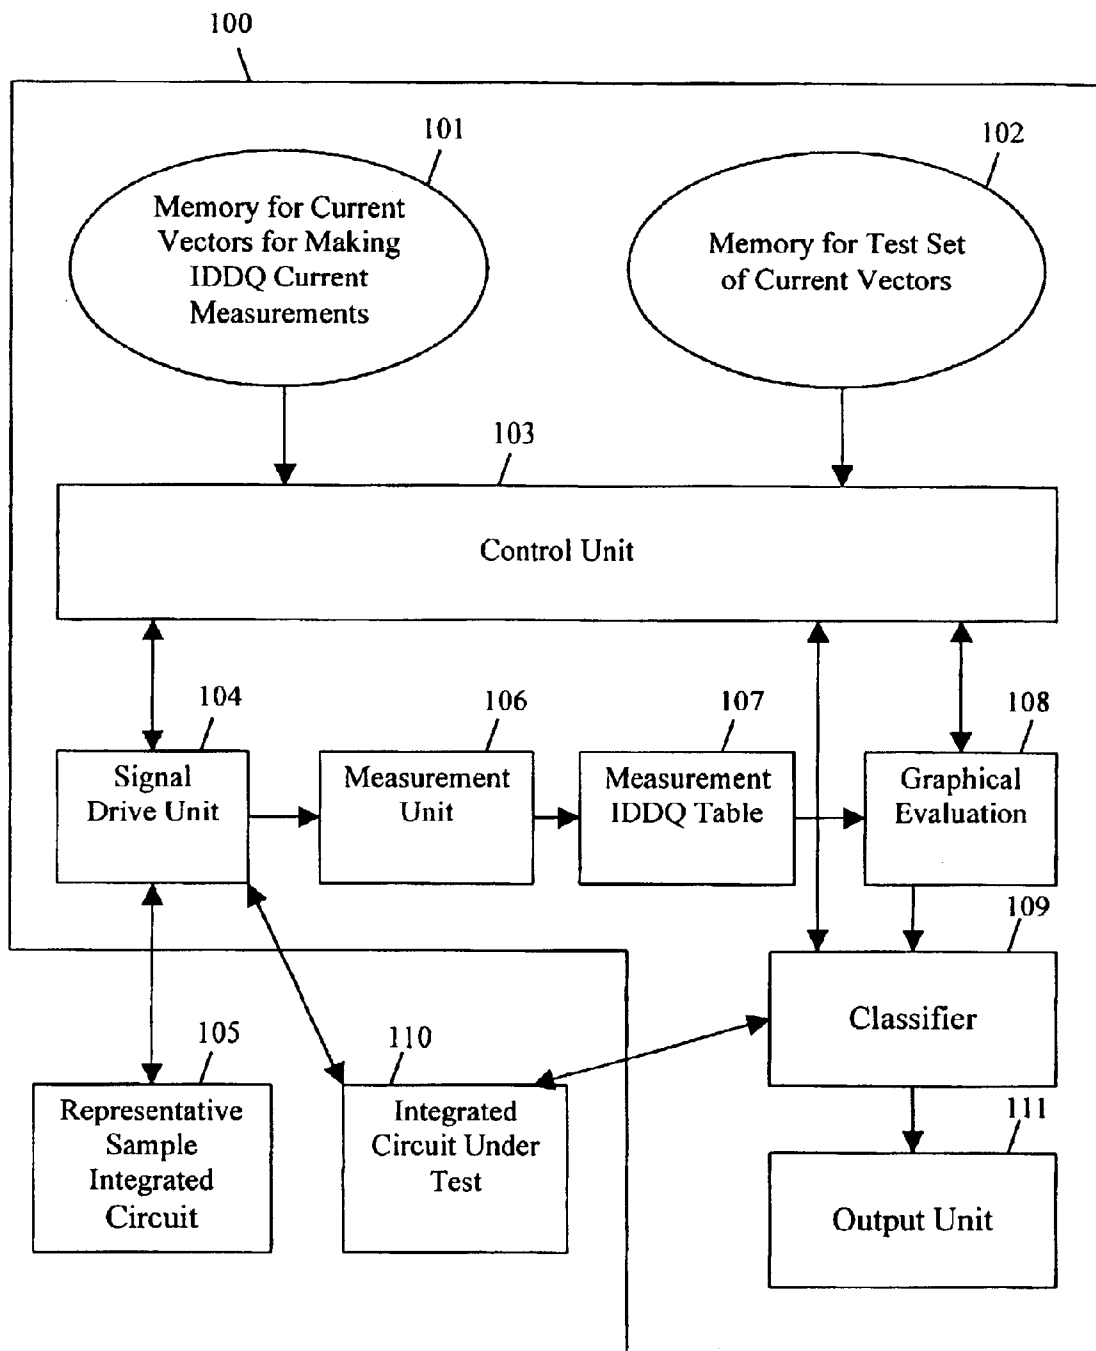 100
101
102
Memory for Current
Vectors for Making
IDDQ Current
Measurements
Memory for Test Set
of Current Vectors
103
Control Unit
104
106
107
108
Signal
Drive Unit
Measurement
Unit
Measurement
IDDQ Table
Graphical
Evaluation
109
Classifier
105
110
Representative
Sample
Integrated
Circuit
Integrated
Circuit Under
Test
111
Output Unit